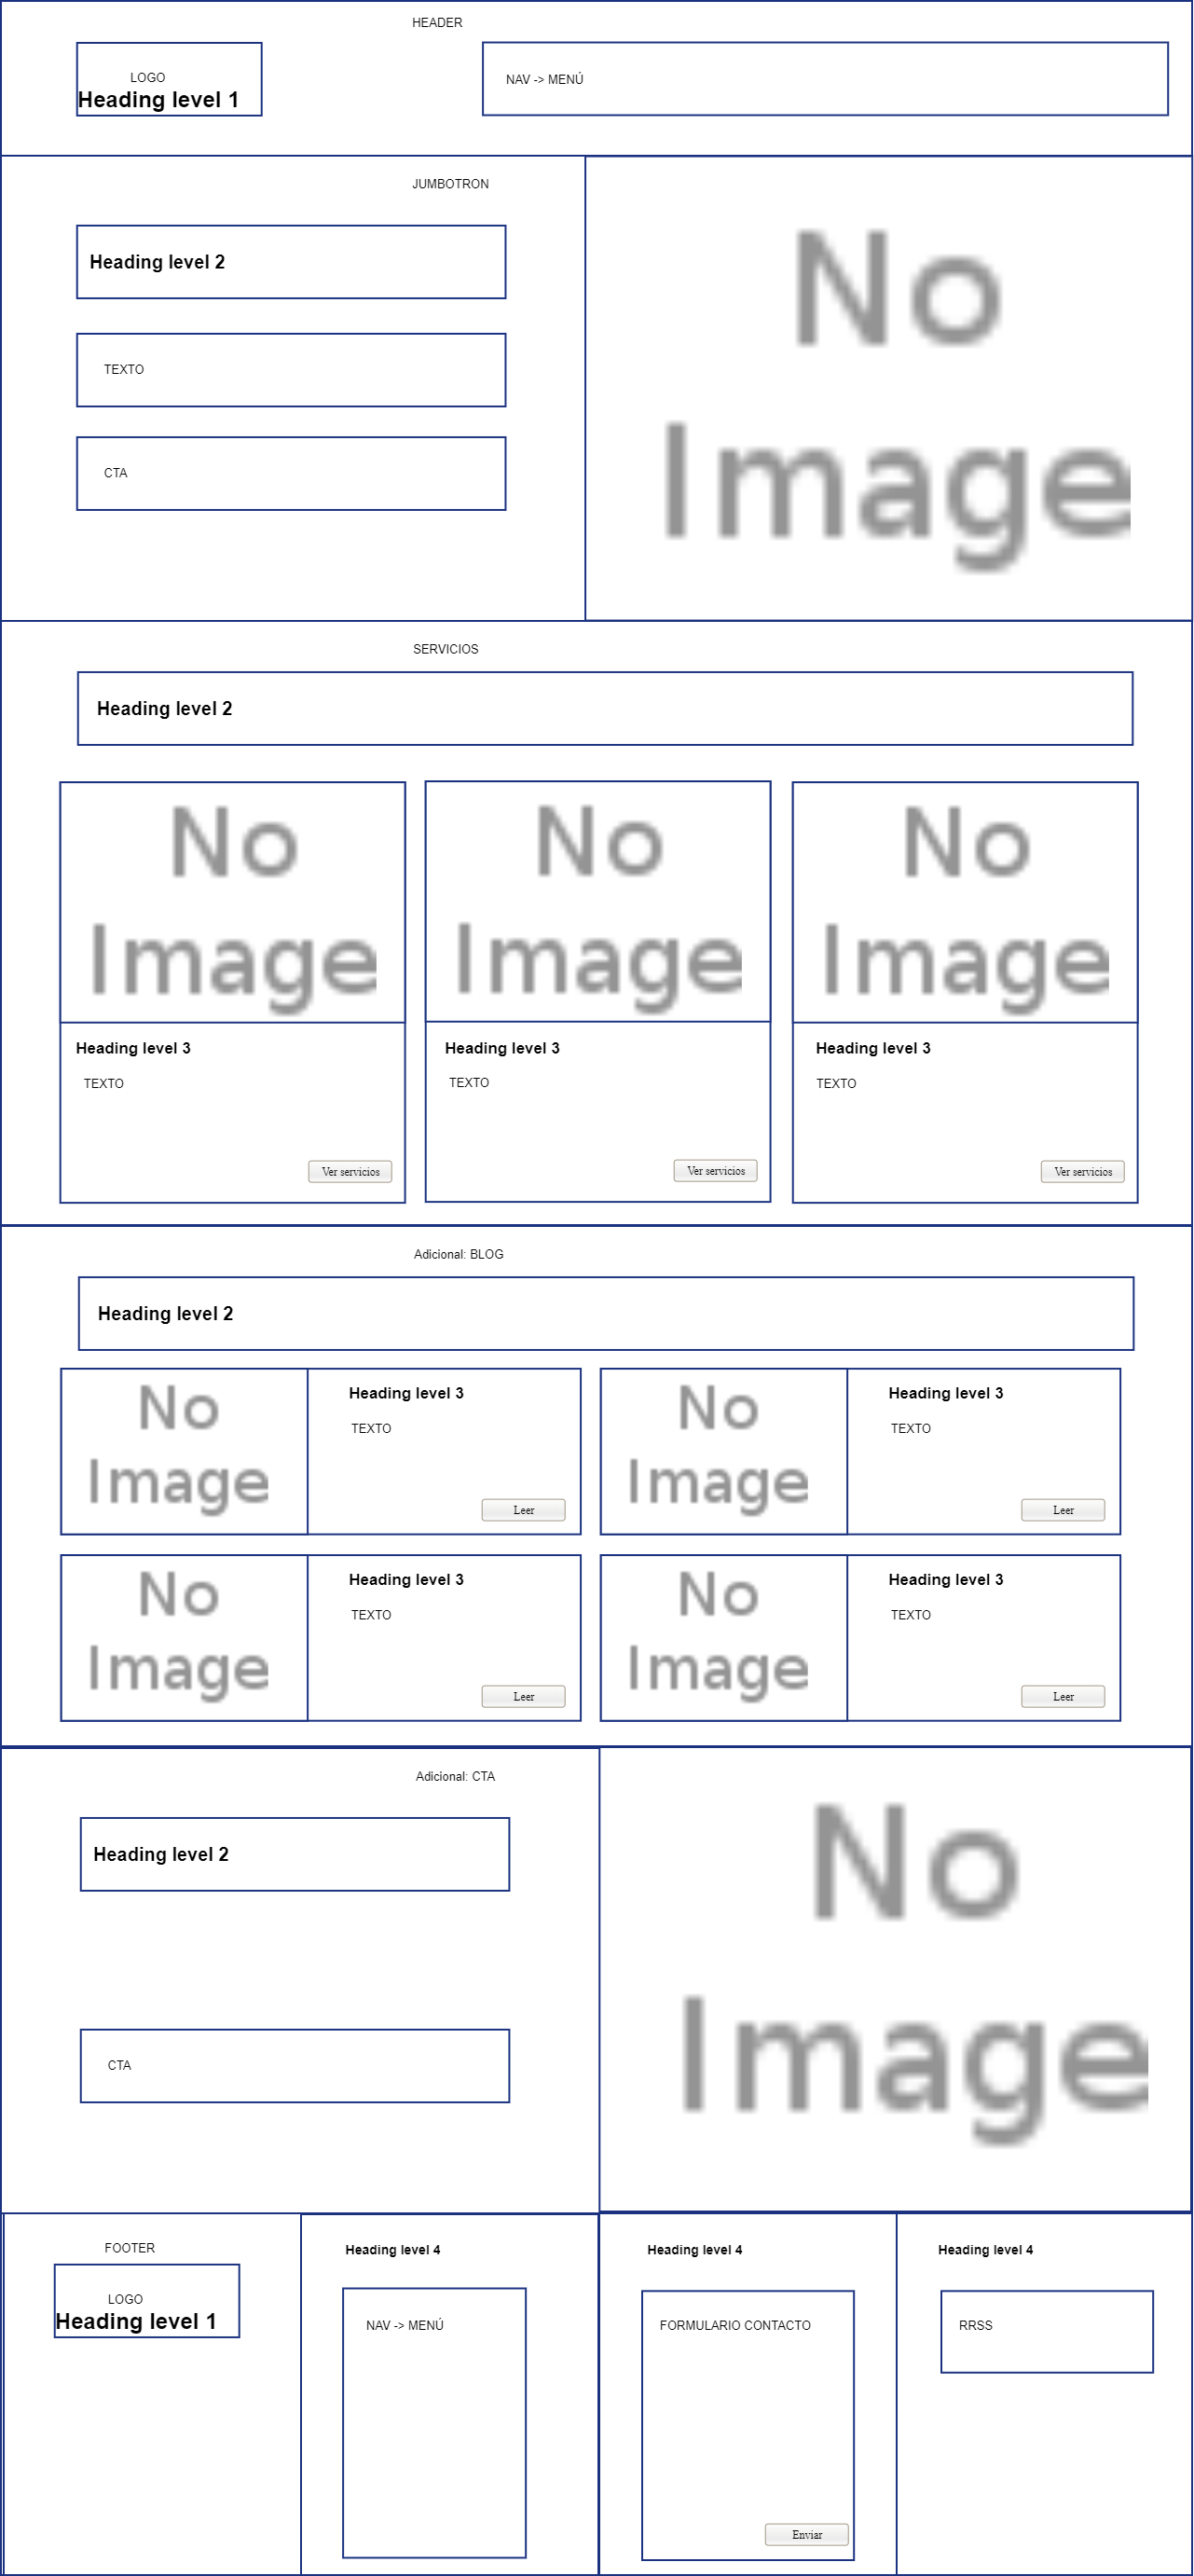 HEADER
LOGO
Heading level 1
NAV -> MENÚ
JUMBOTRON
Heading level 2
TEXTO
CTA
No
Image
SERVICIOS
Heading level 2
No
Image
Heading level 3
TEXTO
Ver servicios
No
Image
Heading level 3
TEXTO
Ver servicios
No
Image
Heading level 3
TEXTO
Ver servicios
Adicional: BLOG
Heading level 2
No
Image
Heading level 3
TEXTO
Leer
No
Image
Heading level 3
TEXTO
Leer
No
Image
Heading level 3
TEXTO
Leer
No
Image
Heading level 3
TEXTO
Leer
Adicional: CTA
Heading level 2
CTA
No
Image
FOOTER
LOGO
Heading level 1
Heading level 4
NAV -> MENÚ
Heading level 4
FORMULARIO CONTACTO
Enviar
Heading level 4
RRSS